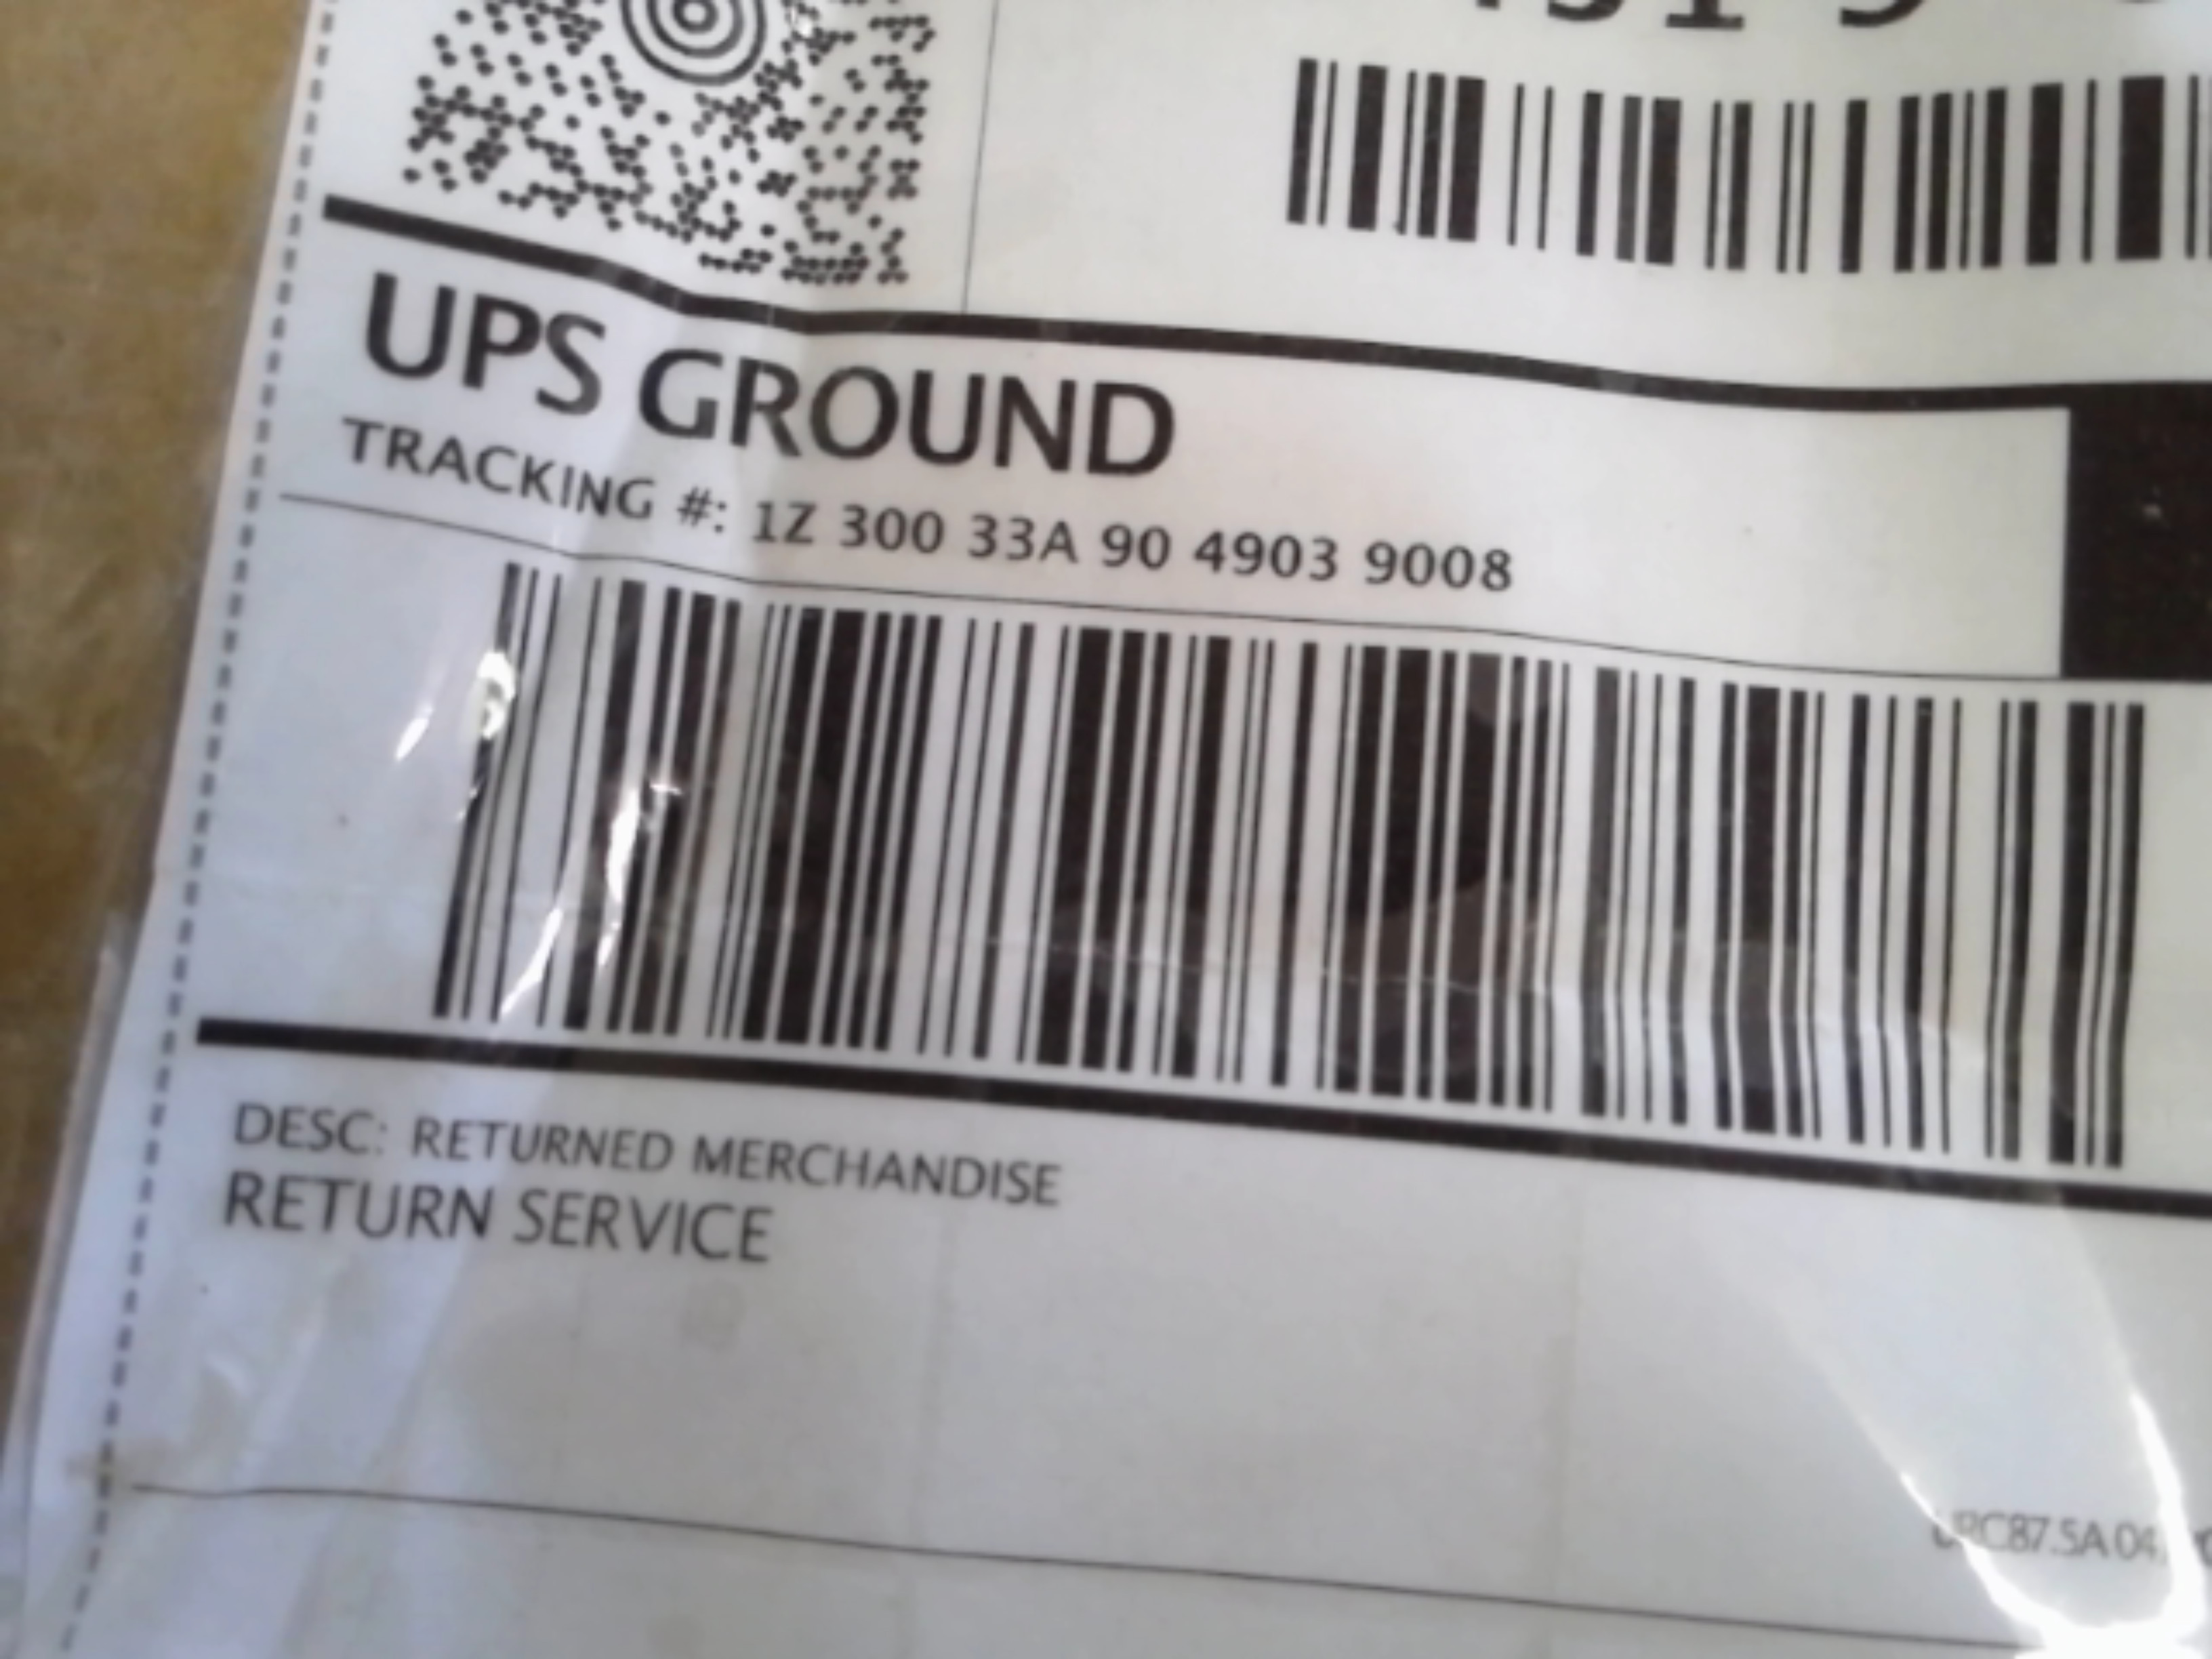 UPS GROUND
TRACKING #: 1Z 300 33A 90 4903 9008
DESC: RETURNED MERCHANDISE
RETURN SERVICE